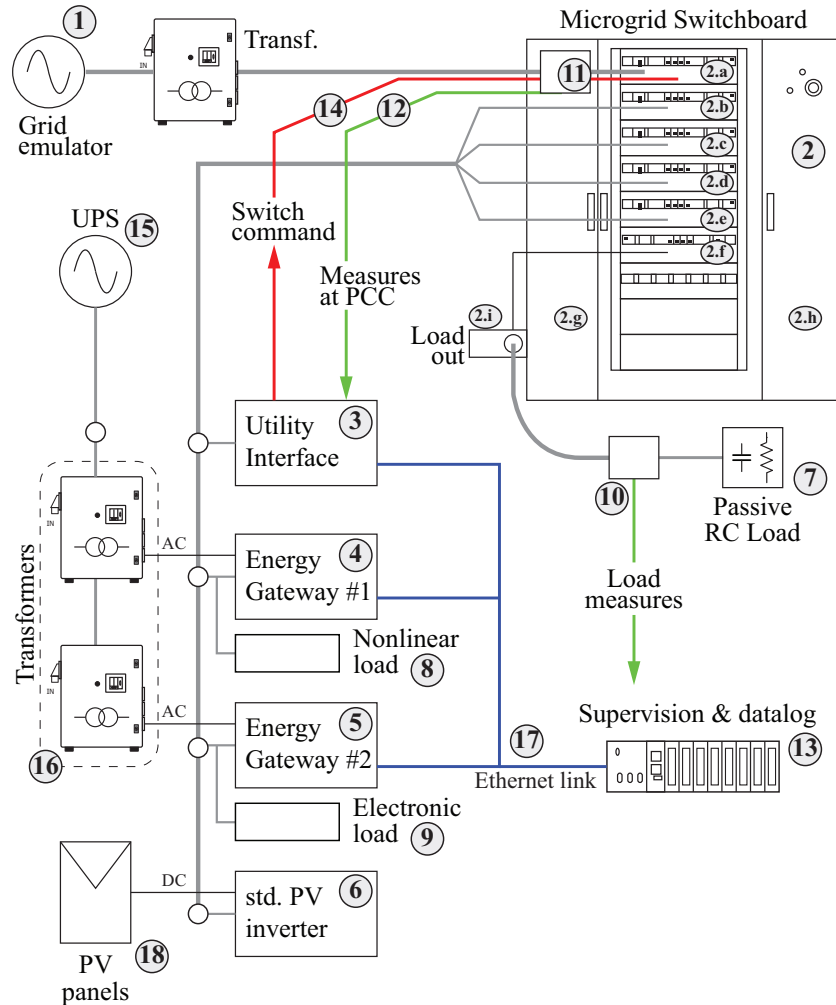 Microgrid Switchboard
1
Transf.
IN
Grid
emulator
11
14
12
2.a
2.b
2.c
2.d
2.e
2.f
2
2.g
2.h
2.i
Load
out
Switch
command
Measures
at PCC
UPS
15
3
Utility
Interface
10
7
Passive
RC Load
IN
AC
4
Energy
Gateway #1
Load
measures
Transformers
Nonlinear
load
8
IN
AC
5
Energy
Gateway #2
16
17
Ethernet link
Supervision & datalog
13
Electronic
load
9
DC
6
std. PV
inverter
18
PV
panels